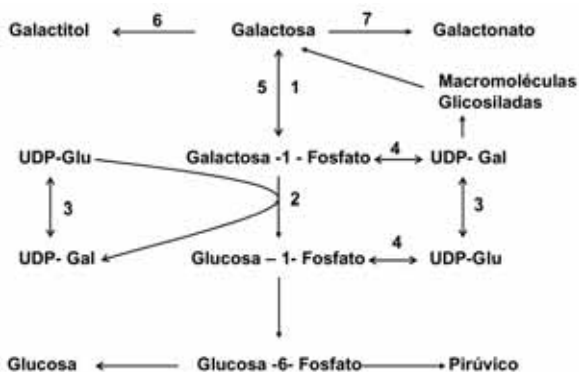 Galactitol 6 Galactosa 7 Galactonato
Macromoléculas
Glicosiladas
5 1
UDP-Glu Galactosa -1 - Fosfato 4 UDP- Gal
3 2 3
UDP- Gal Glucosa – 1- Fosfato 4 UDP-Glu
Glucosa Glucosa -6- Fosfato Pirúvico